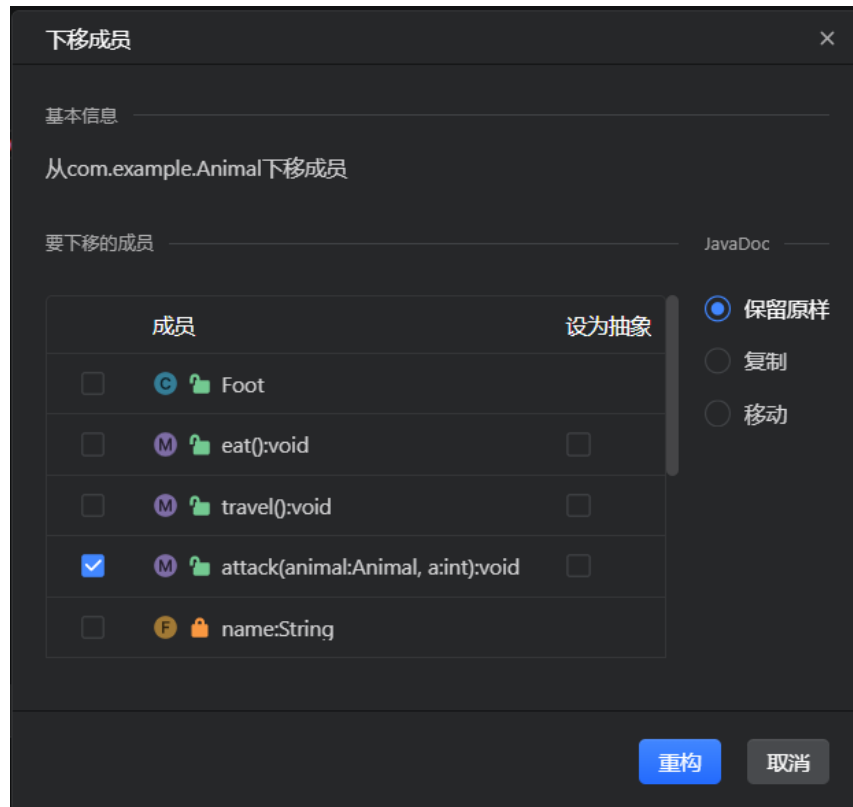 下移成员
基本信息
从com.example.Animal下移成员
要下移的成员
JavaDoc
成员 设为抽象
C Foot
M eat():void
M travel():void
M attack(animal:Animal, a:int):void
F name:String
保留原样
复制
移动
重构 取消